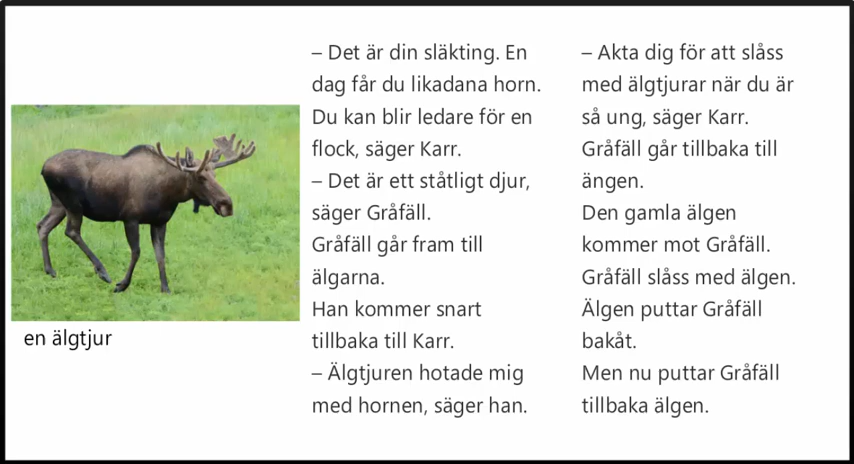 – Det är din släkting. En
dag får du likadana horn.
Du kan blir ledare för en
flock, säger Karr.
– Det är ett ståtligt djur,
säger Gråfäll.
Gråfäll går fram till
älgarna.
Han kommer snart
tillbaka till Karr.
– Älgtjuren hotade mig
med hornen, säger han.
– Akta dig för att slåss
med älgtjurar när du är
så ung, säger Karr.
Gråfäll går tillbaka till
ängen.
Den gamla älgen
kommer mot Gråfäll.
Gråfäll slåss med älgen.
Älgen puttar Gråfäll
bakåt.
Men nu puttar Gråfäll
tillbaka älgen.
en älgtjur